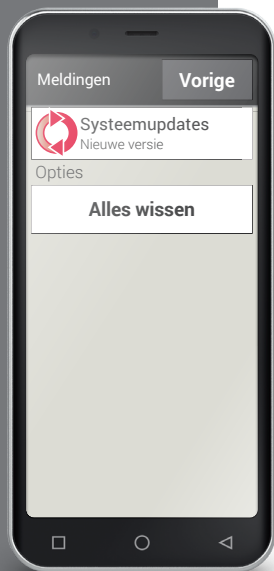 Meldingen
Vorige
Systeemupdates
Nieuwe versie
Opties
Alles wissen